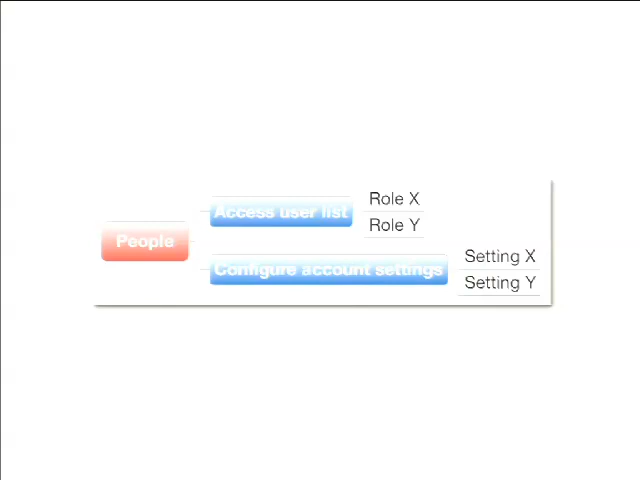 People
Access user list
Role X
Role Y
Configure account settings
Setting X
Setting Y